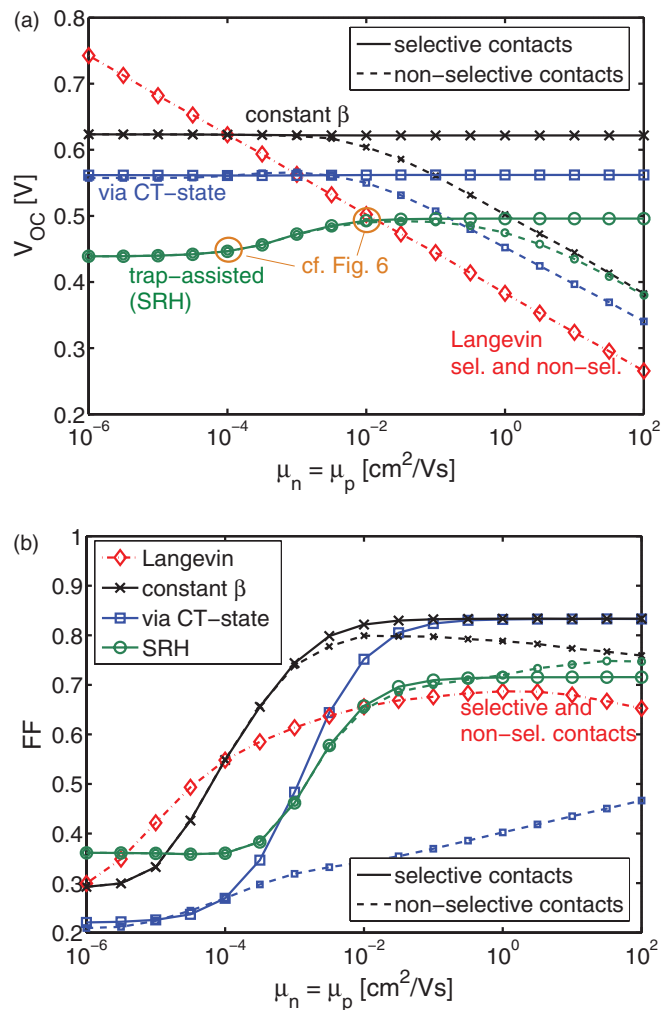 (a)
0.8
0.7
0.6
0.5
0.4
0.3
0.2
V_OC [V]
selective contacts
non−selective contacts
constant β
via CT−state
trap−assisted
(SRH)
cf. Fig. 6
Langevin
sel. and non−sel.
10^−6
10^−4
10^−2
10^0
10^2
μ_n = μ_p [cm^2/Vs]
(b)
1
0.9
0.8
0.7
0.6
0.5
0.4
0.3
0.2
FF
Langevin
constant β
via CT−state
SRH
selective and
non−sel. contacts
selective contacts
non−selective contacts
10^−6
10^−4
10^−2
10^0
10^2
μ_n = μ_p [cm^2/Vs]